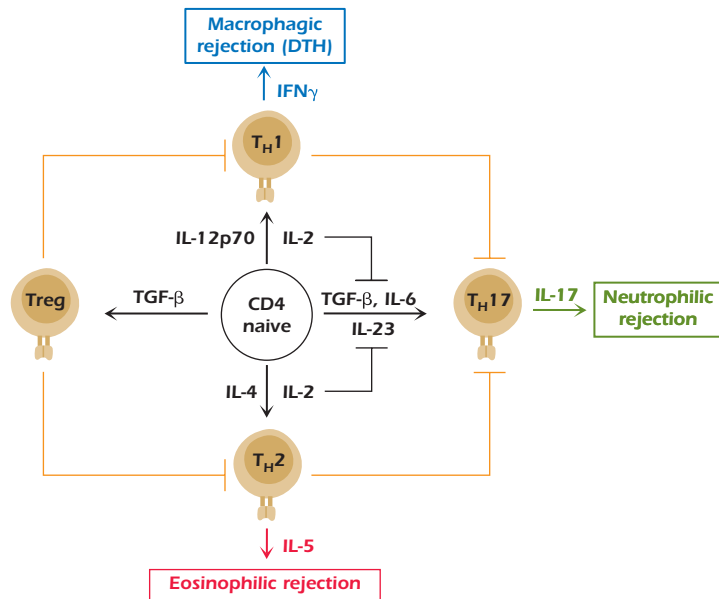 Macrophagic
rejection (DTH)
IFNγ
TH1
IL-12p70 IL-2
Treg
TGF-β
CD4
naive
TGF-β, IL-6
IL-23
TH17
IL-17
Neutrophilic
rejection
IL-4 IL-2
TH2
IL-5
Eosinophilic rejection